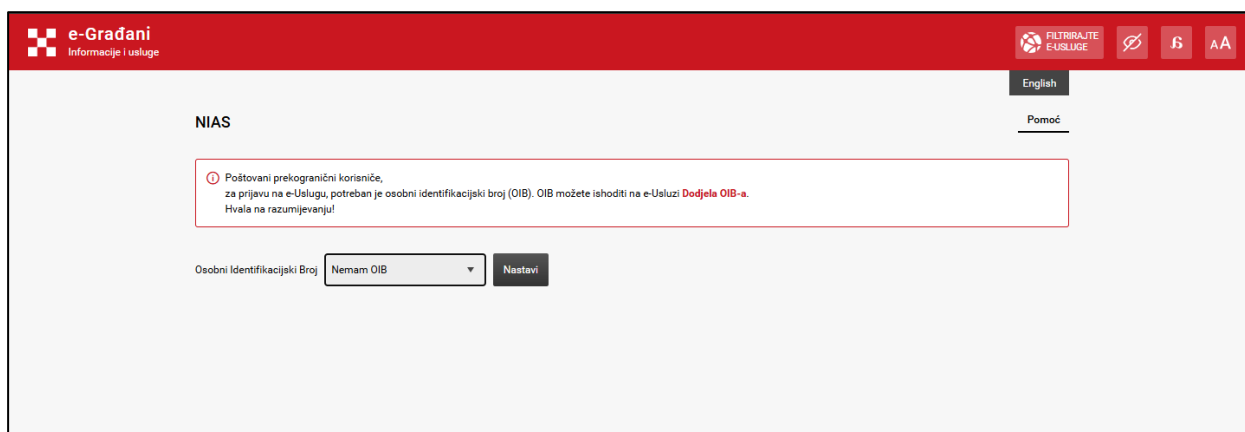 e-Građani
Informacije i usluge
FILTRIRAJTE
E-USLUGE
AA
English
NIAS
Pomoć
Poštovani prekogranični korisniče,
za prijavu na e-Uslugu, potreban je osobni identifikacijski broj (OIB). OIB možete ishoditi na e-Usluzi Dodjela OIB-a.
Hvala na razumijevanju!
Osobni Identifikacijski Broj Nemam OIB Nastavi